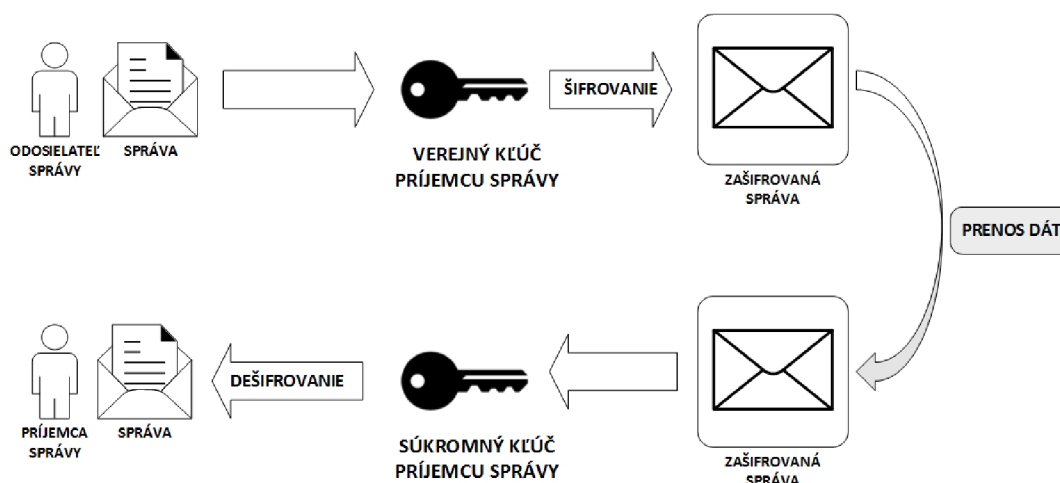 ODOSIELATEĽ
SPRÁVY
SPRÁVA
VEREJNÝ KĽÚČ
PRÍJEMCU SPRÁVY
ŠIFROVANIE
ZAŠIFROVANÁ
SPRÁVA
PRENOS DÁT
PRÍJEMCA
SPRÁVY
SPRÁVA
DEŠIFROVANIE
SÚKROMNÝ KĽÚČ
PRÍJEMCU SPRÁVY
ZAŠIFROVANÁ
SPRÁVA